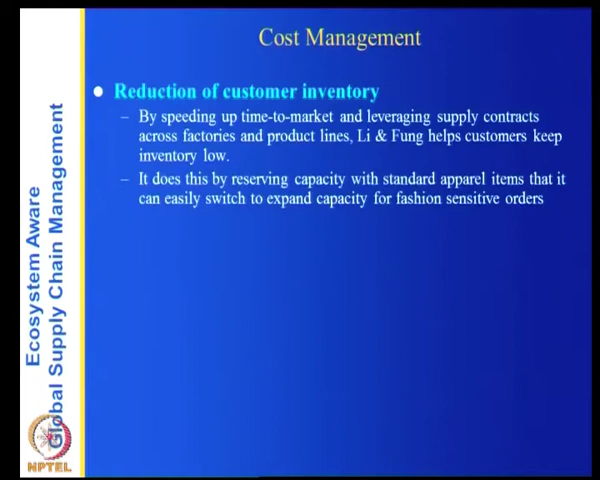 Cost Management
Reduction of customer inventory
– By speeding up time-to-market and leveraging supply contracts
across factories and product lines, Li & Fung helps customers keep
inventory low.
– It does this by reserving capacity with standard apparel items that it
can easily switch to expand capacity for fashion sensitive orders
Ecosystem Aware
Global Supply Chain Management
NPTEL